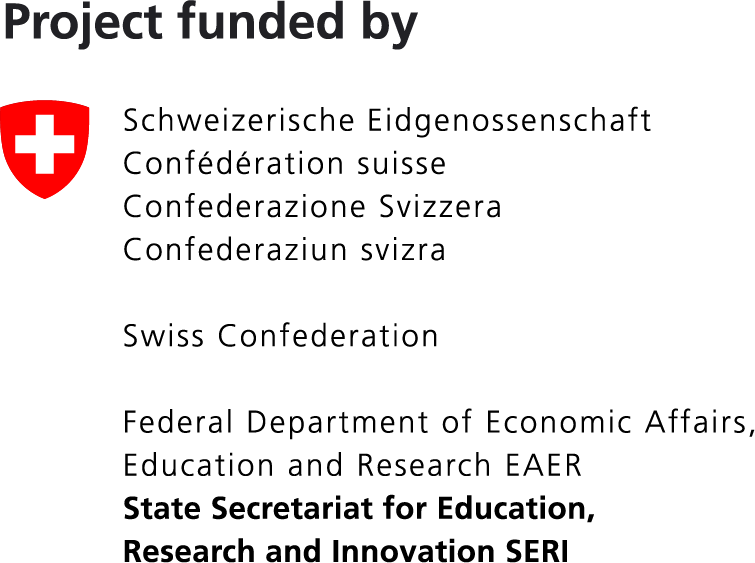 Project funded by
Schweizerische Eidgenossenschaft
Confédération suisse
Confederazione Svizzera
Confederaziun svizra
Swiss Confederation
Federal Department of Economic Affairs,
Education and Research EAER
State Secretariat for Education,
Research and Innovation SERI